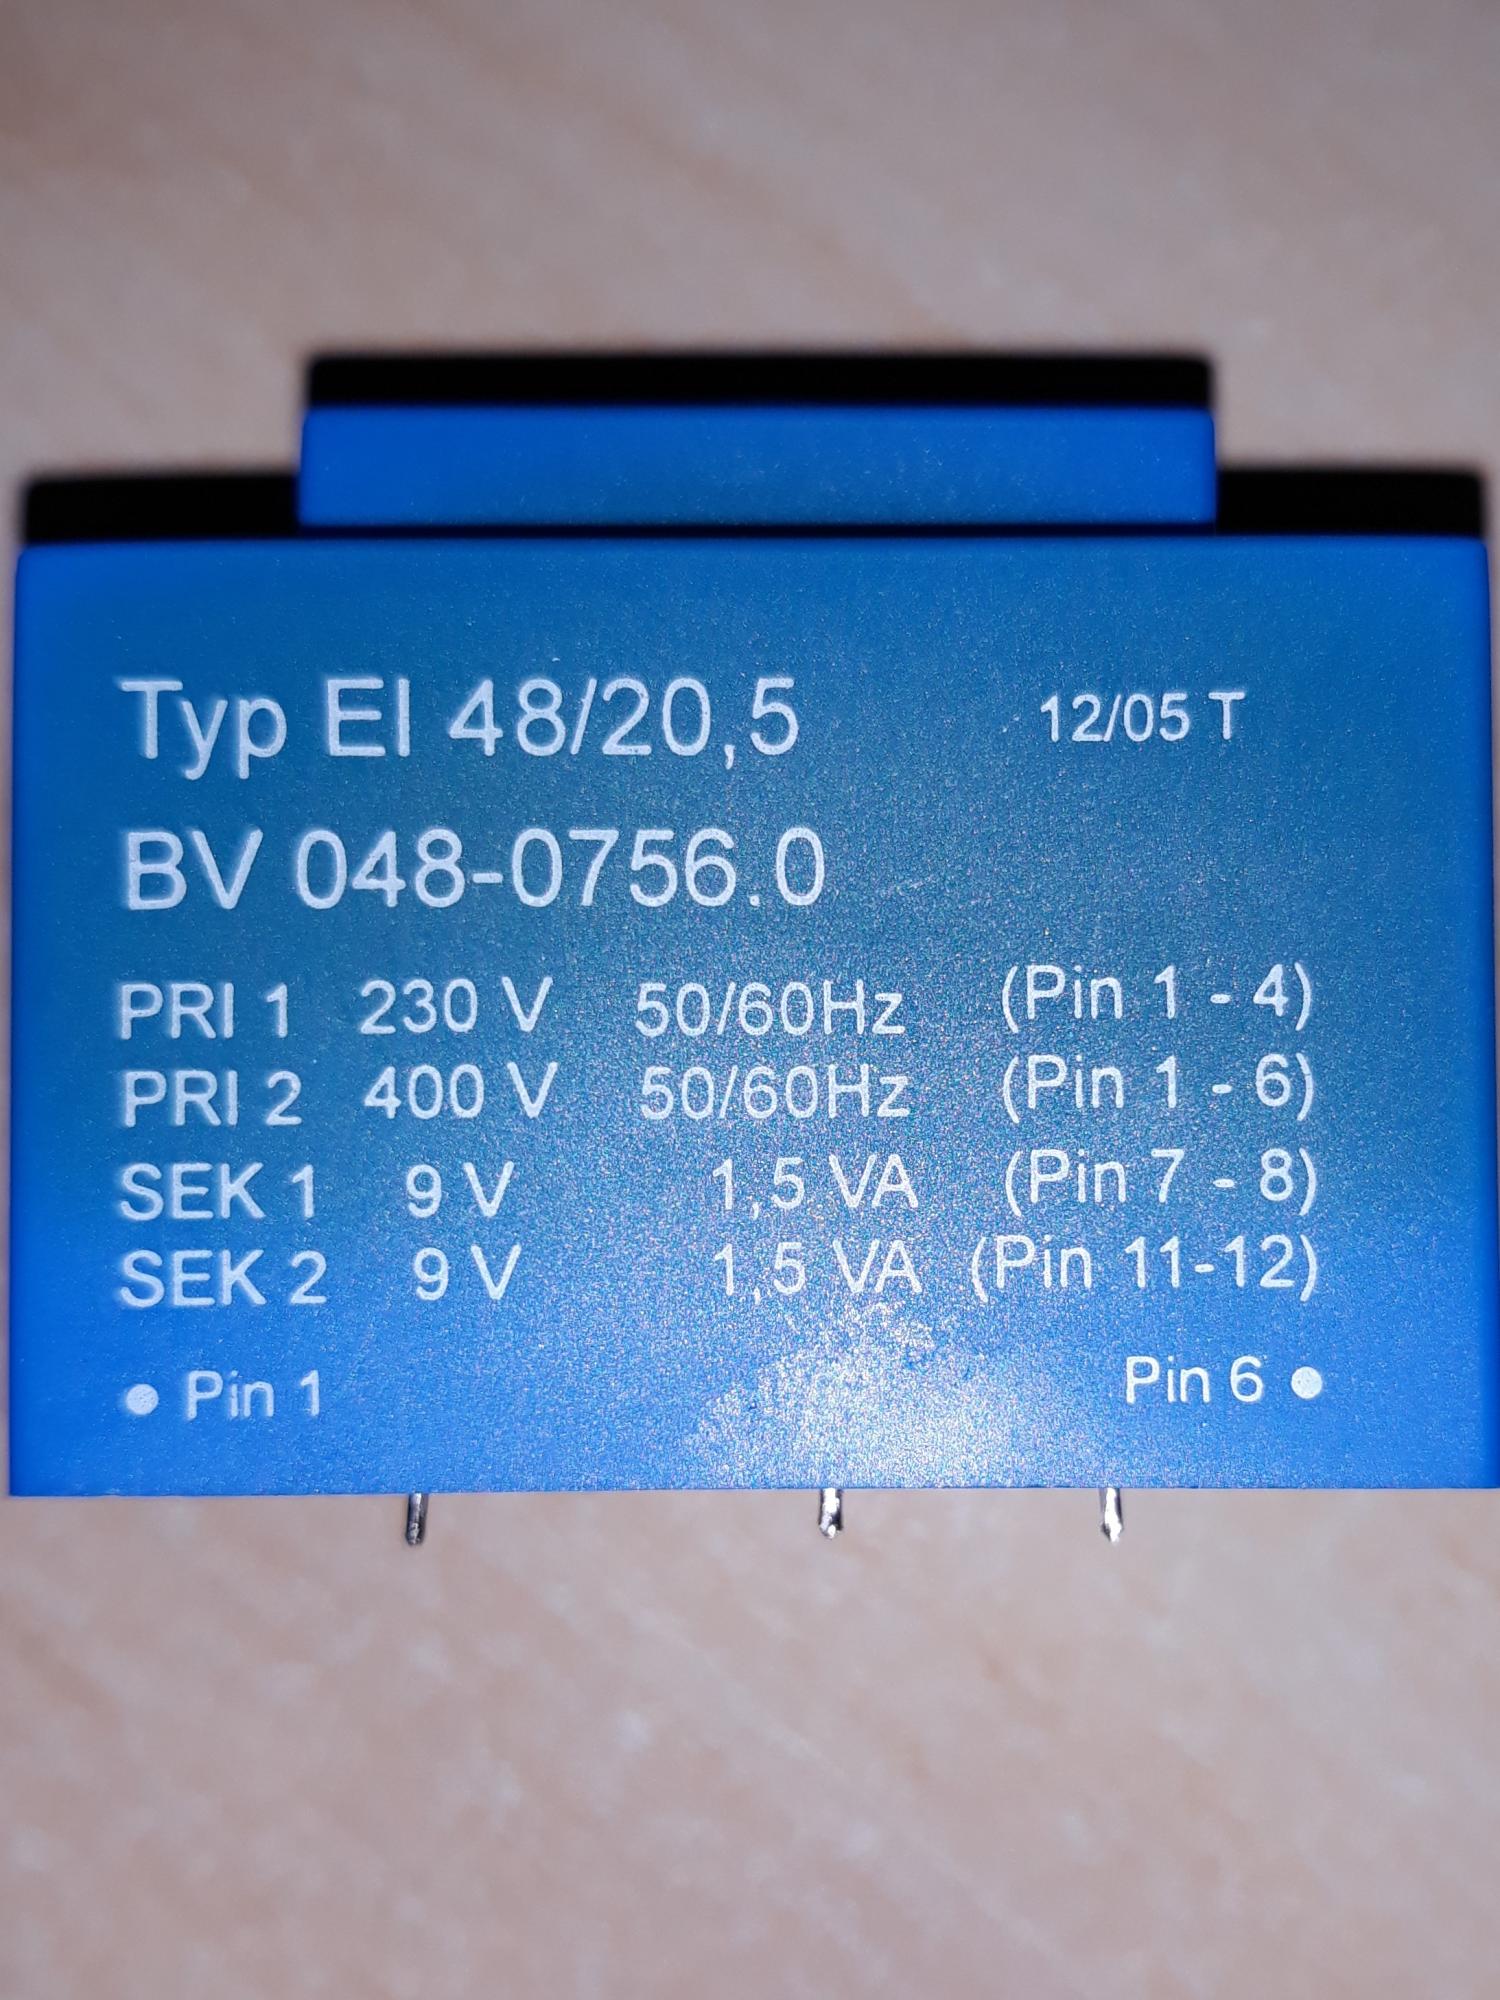 Typ EI 48/20,5 12/05 T
BV 048-0756.0
PRI 1 230 V 50/60Hz (Pin 1 - 4)
PRI 2 400 V 50/60Hz (Pin 1 - 6)
SEK 1 9 V 1,5 VA (Pin 7 - 8)
SEK 2 9 V 1,5 VA (Pin 11-12)
• Pin 1 Pin 6 •